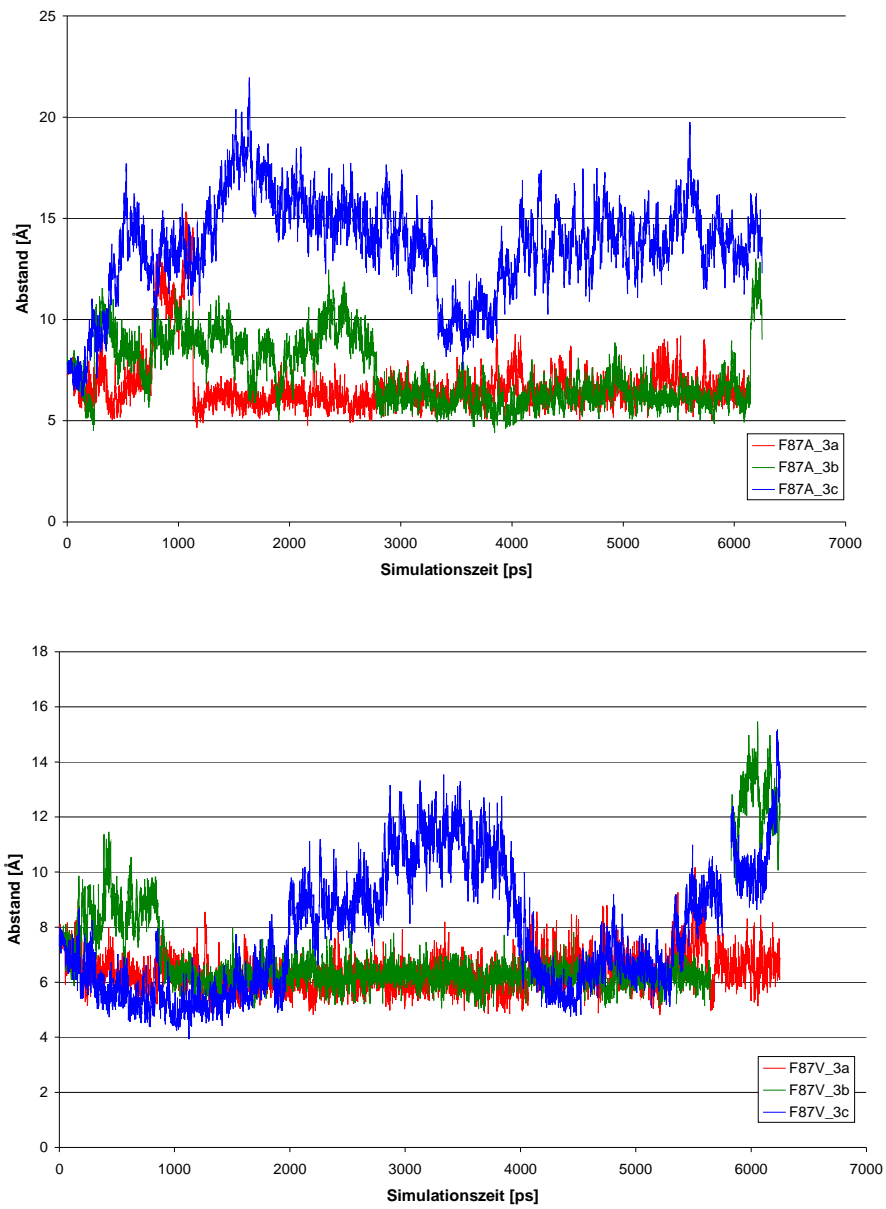 25
20
15
10
5
0
Abstand [Å]
F87A_3a
F87A_3b
F87A_3c
0 1000 2000 3000 4000 5000 6000 7000
Simulationszeit [ps]
18
16
14
12
10
8
6
4
2
0
Abstand [Å]
F87V_3a
F87V_3b
F87V_3c
0 1000 2000 3000 4000 5000 6000 7000
Simulationszeit [ps]